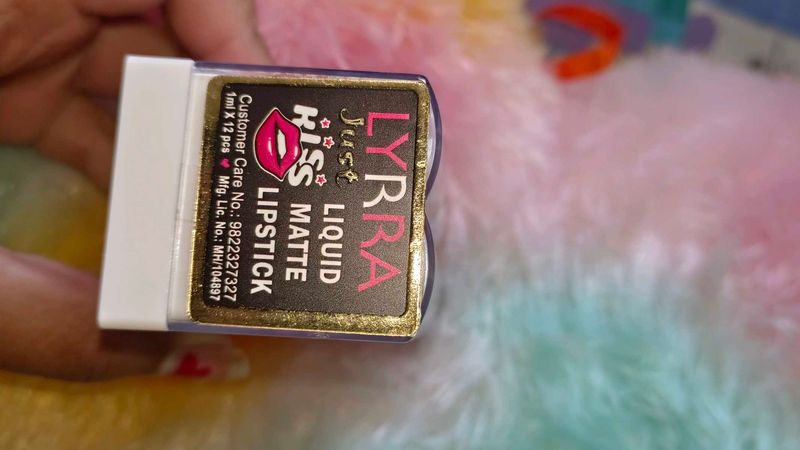 LYRRA
Just
KISS
LIQUID
MATTE
LIPSTICK
Customer Care No.: 9822327327
1ml X 12 pcs Mfg. Lic. No.: MH/104897